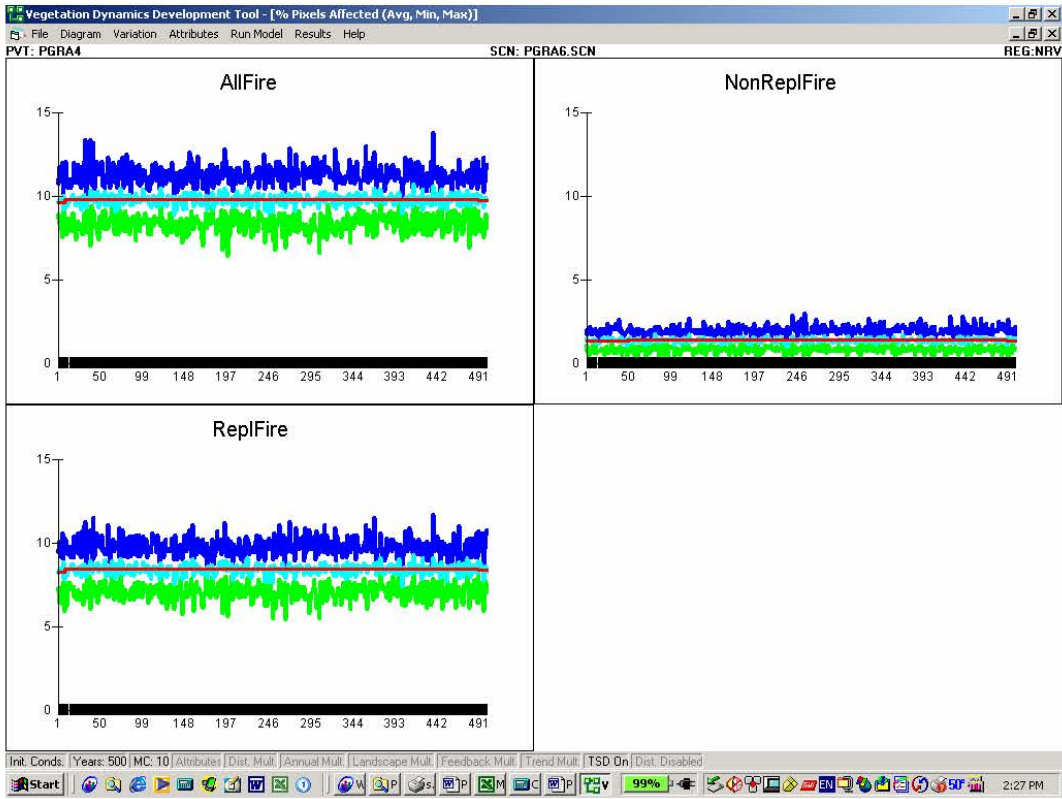 Vegetation Dynamics Development Tool - [% Pixels Affected (Avg, Min, Max)]
File Diagram Variation Attributes Run Model Results Help
PVT: PGRA4 SCN: PGRA6.SCN REG:NRV
AllFire
15
10
5
0
1 50 99 148 197 246 295 344 393 442 491
NonReplFire
15
10
5
0
1 50 99 148 197 246 295 344 393 442 491
ReplFire
15
10
5
0
1 50 99 148 197 246 295 344 393 442 491
Init. Conds. Years: 500 MC: 10 Attributes Dist. Mult Annual Mult Landscape Mult Feedback Mult Trend Mult TSD On Dist. Disabled
Start W P s. P M C P V 99% EN 50° 2:27 PM